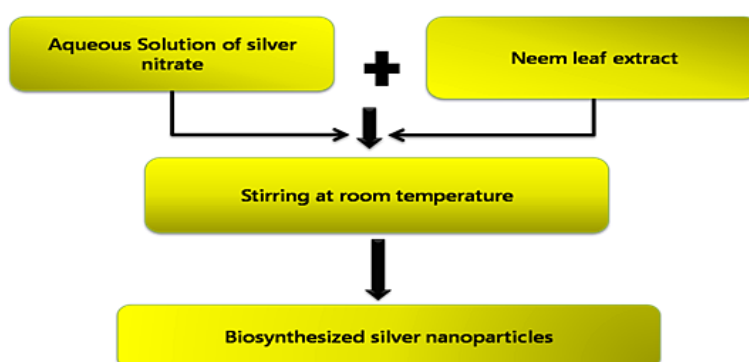 Aqueous Solution of silver
nitrate
Neem leaf extract
Stirring at room temperature
Biosynthesized silver nanoparticles